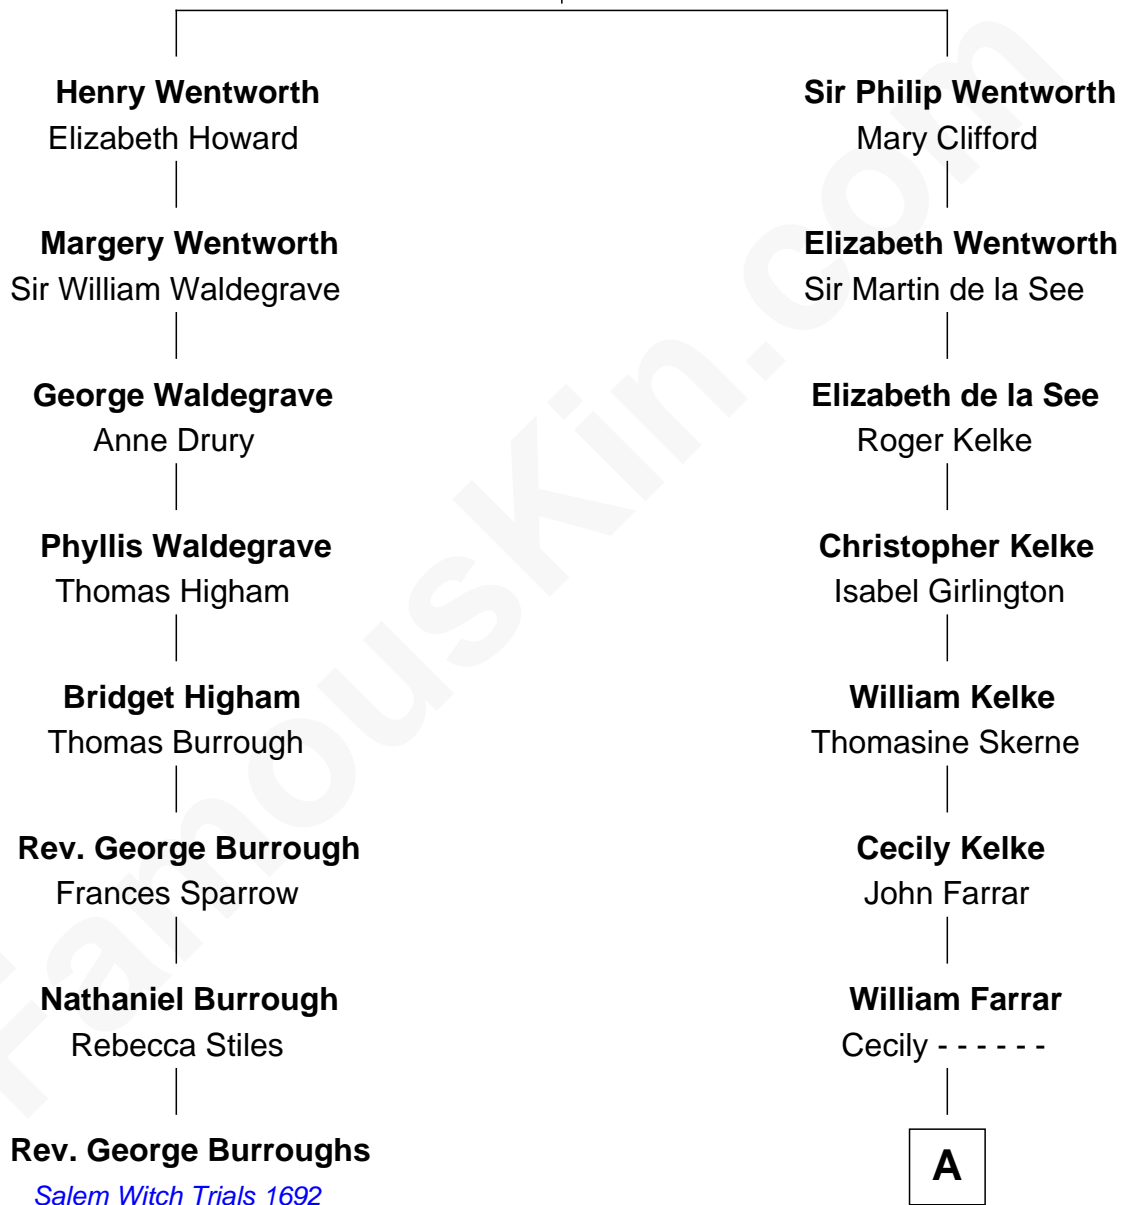 Henry Wentworth
Elizabeth Howard
Margery Wentworth
Sir William Waldegrave
George Waldegrave
Anne Drury
Phyllis Waldegrave
Thomas Higham
Bridget Higham
Thomas Burrough
Rev. George Burrough
Frances Sparrow
Nathaniel Burrough
Rebecca Stiles
Rev. George Burroughs
Salem Witch Trials 1692
Sir Philip Wentworth
Mary Clifford
Elizabeth Wentworth
Sir Martin de la See
Elizabeth de la See
Roger Kelke
Christopher Kelke
Isabel Girlington
William Kelke
Thomasine Skerne
Cecily Kelke
John Farrar
William Farrar
Cecily - - - - - -
A
FamousKin.com